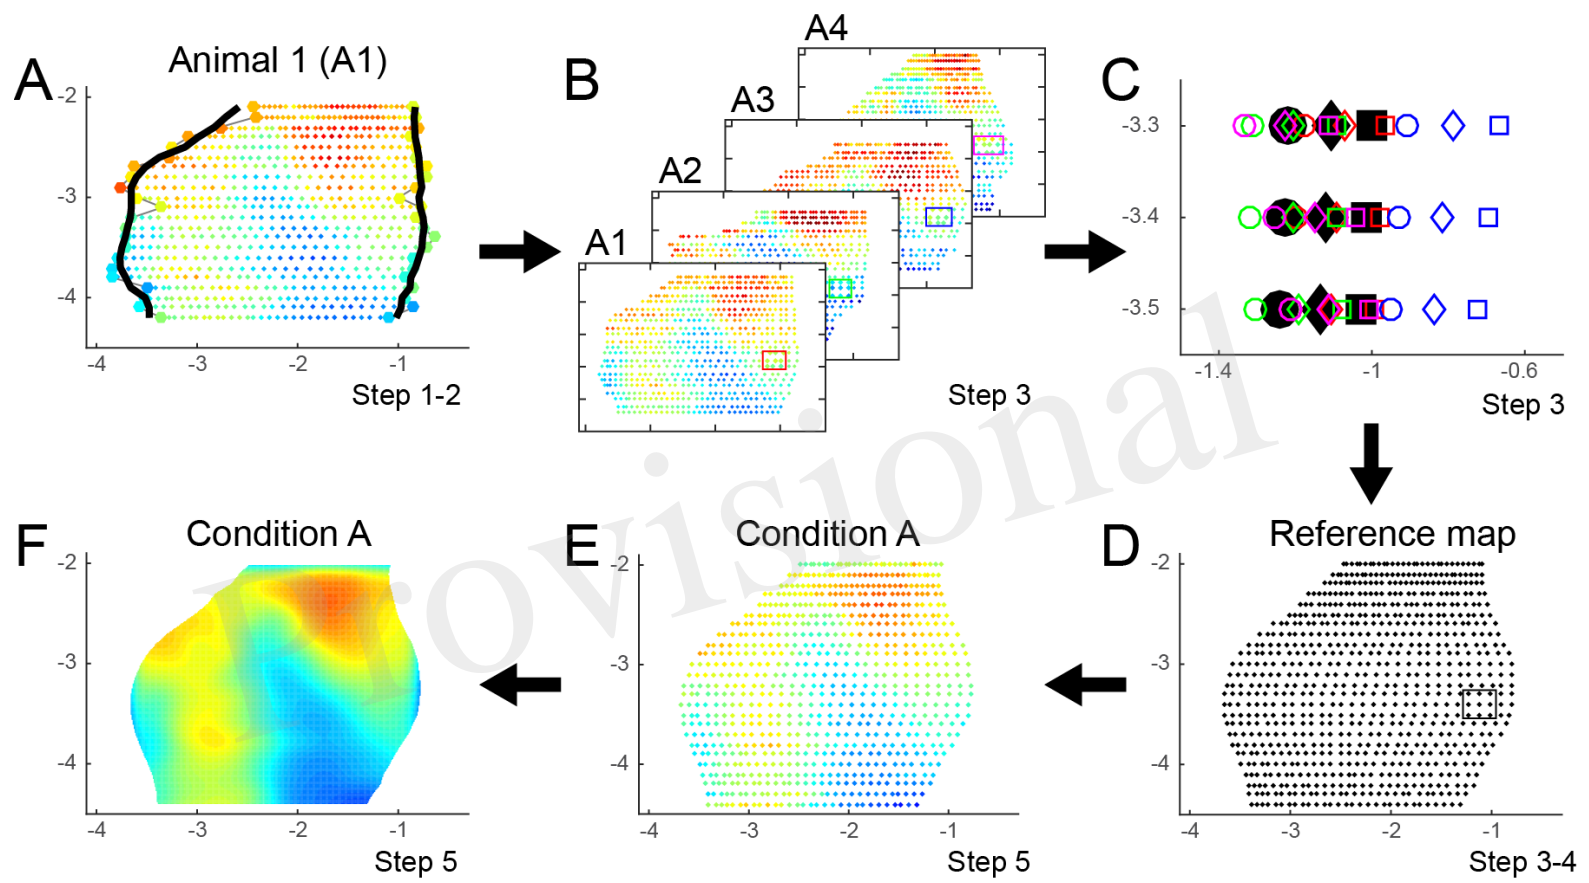 A
Animal 1 (A1)
-2
-3
-4
-4
-3
-2
-1
Step 1-2
B
A4
A3
A2
A1
Step 3
C
-3.3
-3.4
-3.5
-1.4
-1
-0.6
Step 3
F
Condition A
-2
-3
-4
-4
-3
-2
-1
Step 5
E
Condition A
-2
-3
-4
-4
-3
-2
-1
Step 5
D
Reference map
-2
-3
-4
-4
-3
-2
-1
Step 3-4
Provisional